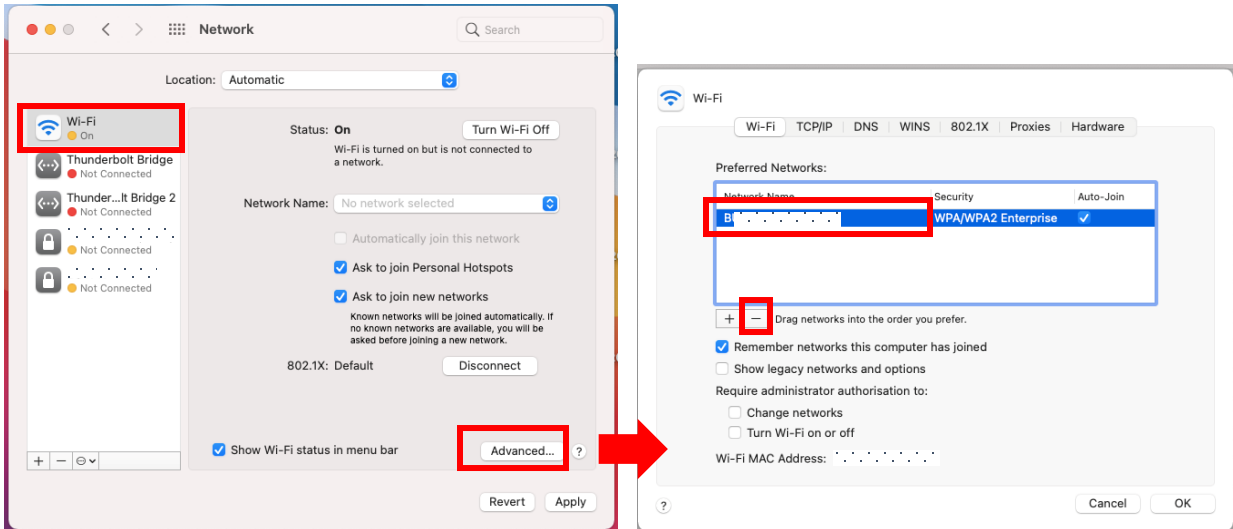 Network
Search
Location: Automatic
Wi-Fi
On
Thunderbolt Bridge
Not Connected
Thunder...lt Bridge 2
Not Connected
Not Connected
Not Connected
Status: On
Turn Wi-Fi Off
Wi-Fi is turned on but is not connected to
a network.
Network Name: No network selected
Automatically join this network
Ask to join Personal Hotspots
Ask to join new networks
Known networks will be joined automatically. If
no known networks are available, you will be
asked before joining a new network.
802.1X: Default Disconnect
Show Wi-Fi status in menu bar Advanced... ?
Revert Apply
Wi-Fi
Wi-Fi TCP/IP DNS WINS 802.1X Proxies Hardware
Preferred Networks:
Network Name Security Auto-Join
WPA/WPA2 Enterprise
+ − Drag networks into the order you prefer.
Remember networks this computer has joined
Show legacy networks and options
Require administrator authorisation to:
Change networks
Turn Wi-Fi on or off
Wi-Fi MAC Address:
? Cancel OK